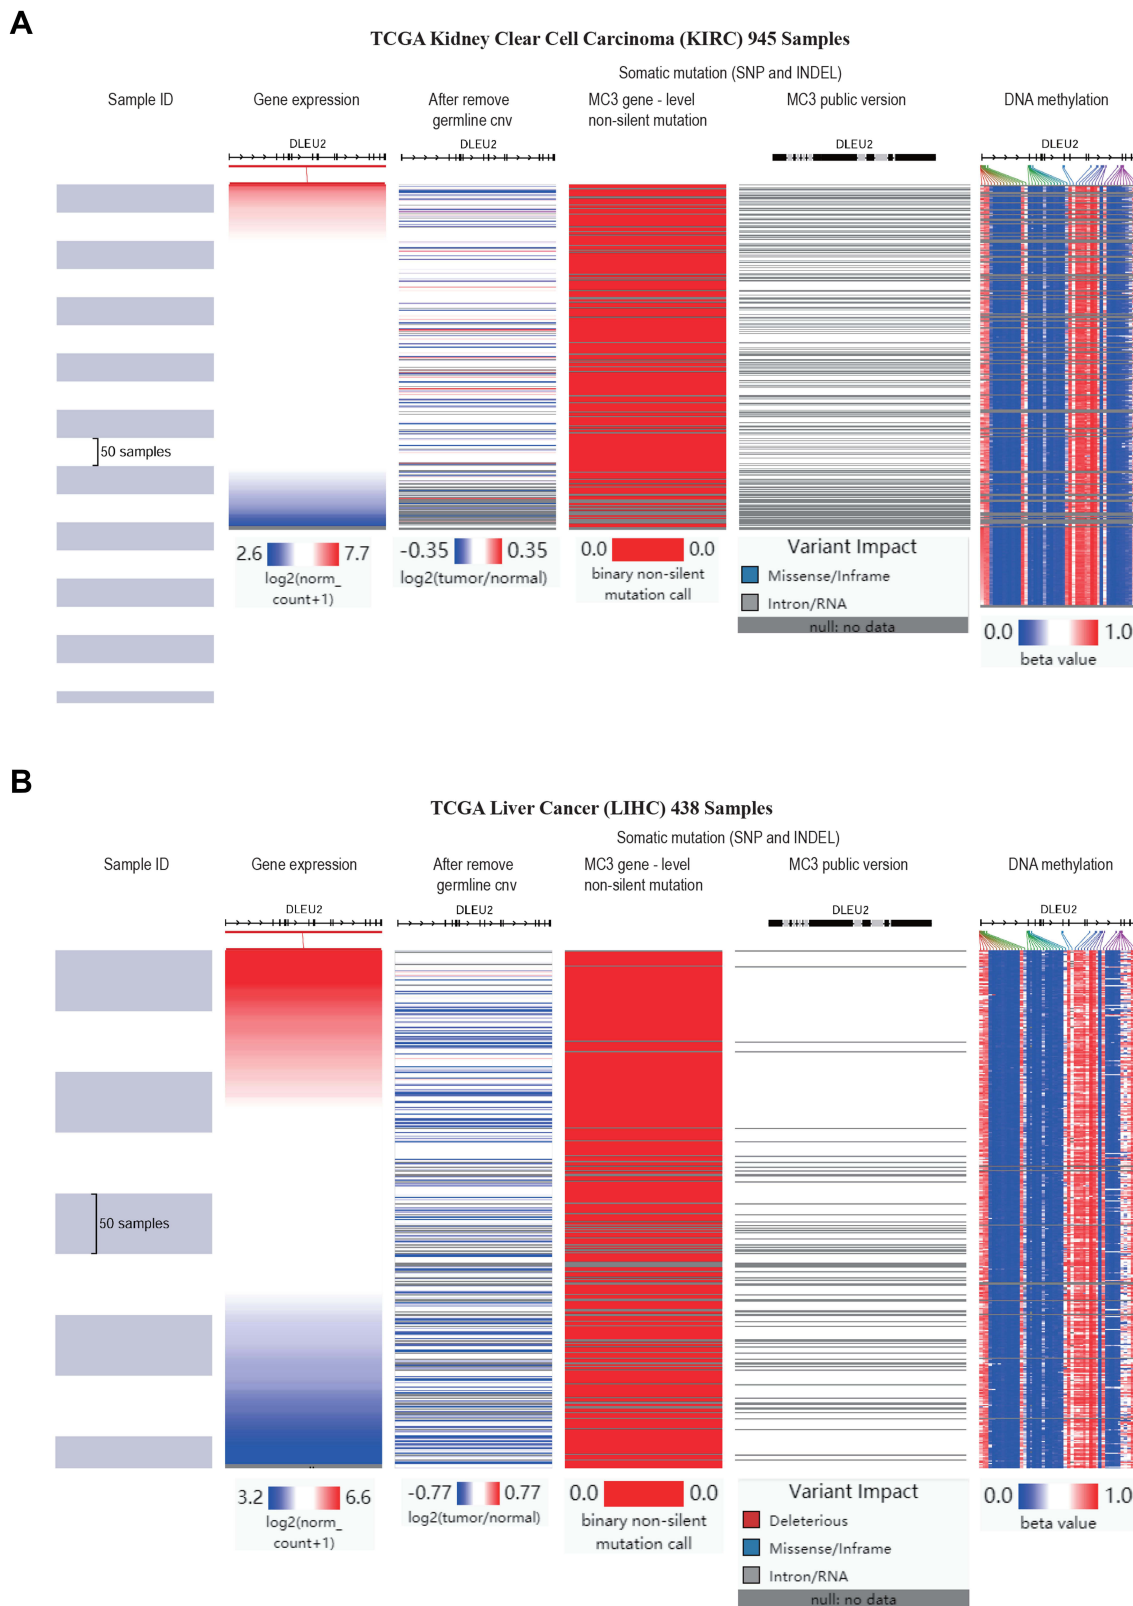 A
TCGA Kidney Clear Cell Carcinoma (KIRC) 945 Samples
Somatic mutation (SNP and INDEL)
Sample ID
Gene expression
After remove
germline cnv
MC3 gene - level
non-silent mutation
MC3 public version
DNA methylation
DLEU2
DLEU2
DLEU2
DLEU2
50 samples
2.6
7.7
log2(norm_
count+1)
-0.35
0.35
log2(tumor/normal)
0.0
0.0
binary non-silent
mutation call
Variant Impact
Missense/Inframe
Intron/RNA
null: no data
0.0
1.0
beta value
B
TCGA Liver Cancer (LIHC) 438 Samples
Somatic mutation (SNP and INDEL)
Sample ID
Gene expression
After remove
germline cnv
MC3 gene - level
non-silent mutation
MC3 public version
DNA methylation
DLEU2
DLEU2
DLEU2
DLEU2
50 samples
3.2
6.6
log2(norm_
count+1)
-0.77
0.77
log2(tumor/normal)
0.0
0.0
binary non-silent
mutation call
Variant Impact
Deleterious
Missense/Inframe
Intron/RNA
null: no data
0.0
1.0
beta value